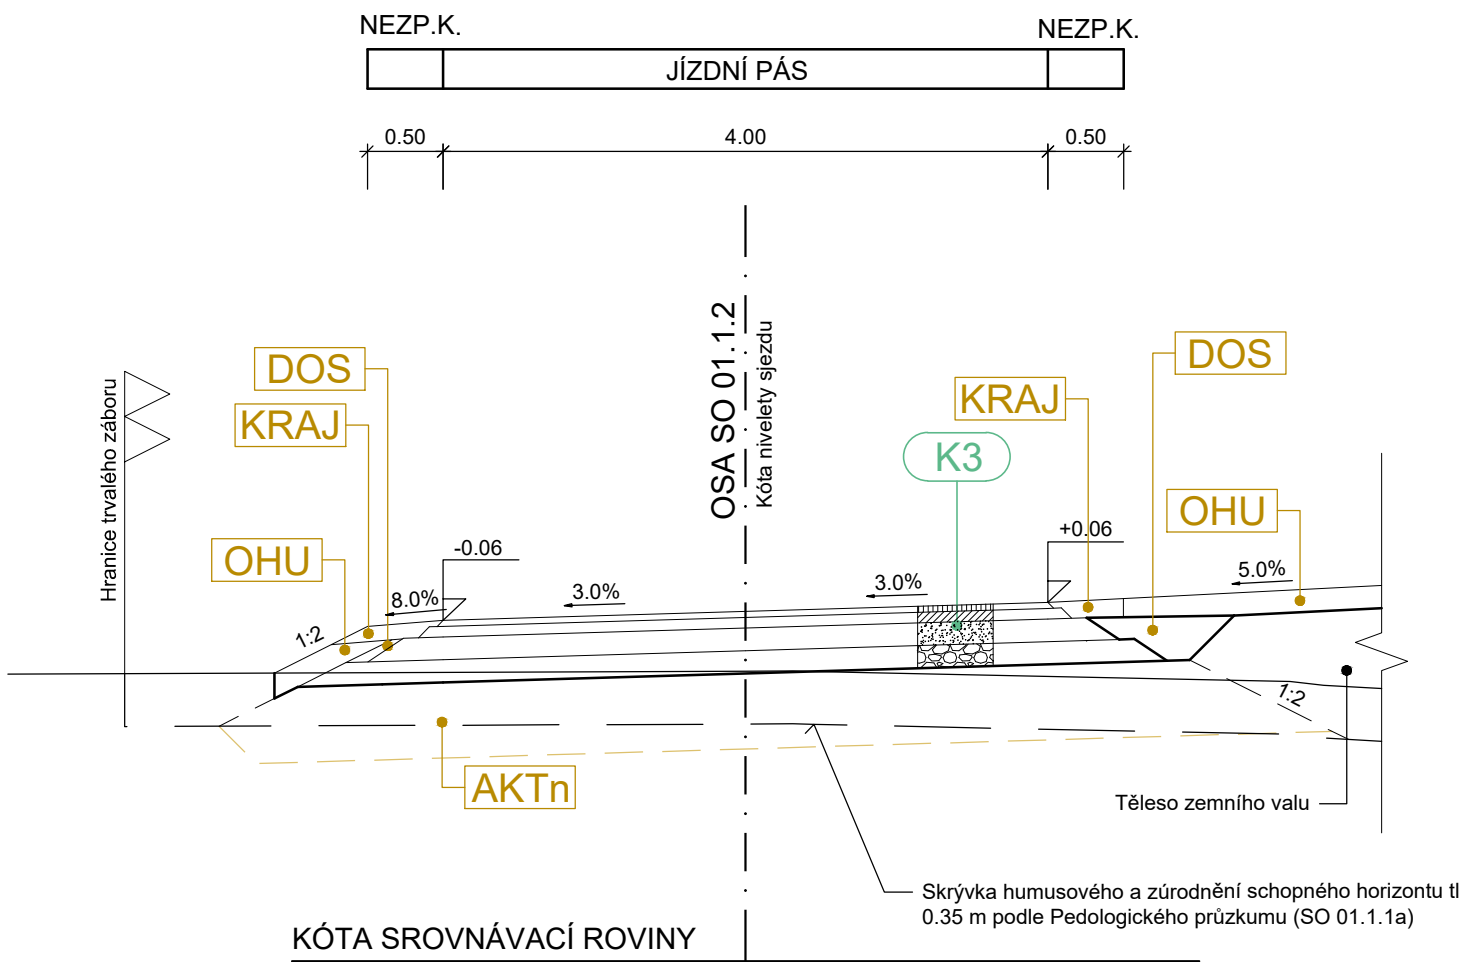 NEZP.K.
NEZP.K.
JÍZDNÍ PÁS
0.50
4.00
0.50
OSA SO 01.1.2
Kóta nivelety sjezdu
Hranice trvalého záboru
DOS
KRAJ
OHU
DOS
KRAJ
K3
OHU
-0.06
+0.06
8.0%
3.0%
3.0%
5.0%
1:2
1:2
AKTn
Těleso zemního valu
Skrývka humusového a zúrodnění schopného horizontu tl
0.35 m podle Pedologického průzkumu (SO 01.1.1a)
KÓTA SROVNÁVACÍ ROVINY